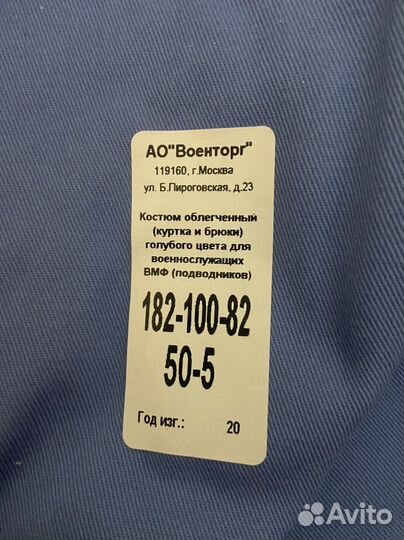 АО"Военторг"
119160, г.Москва
ул. Б.Пироговская, д.23
Костюм облегченный
(куртка и брюки)
голубого цвета для
военнослужащих
ВМФ (подводников)
182-100-82
50-5
Год изг.: 20
Avito